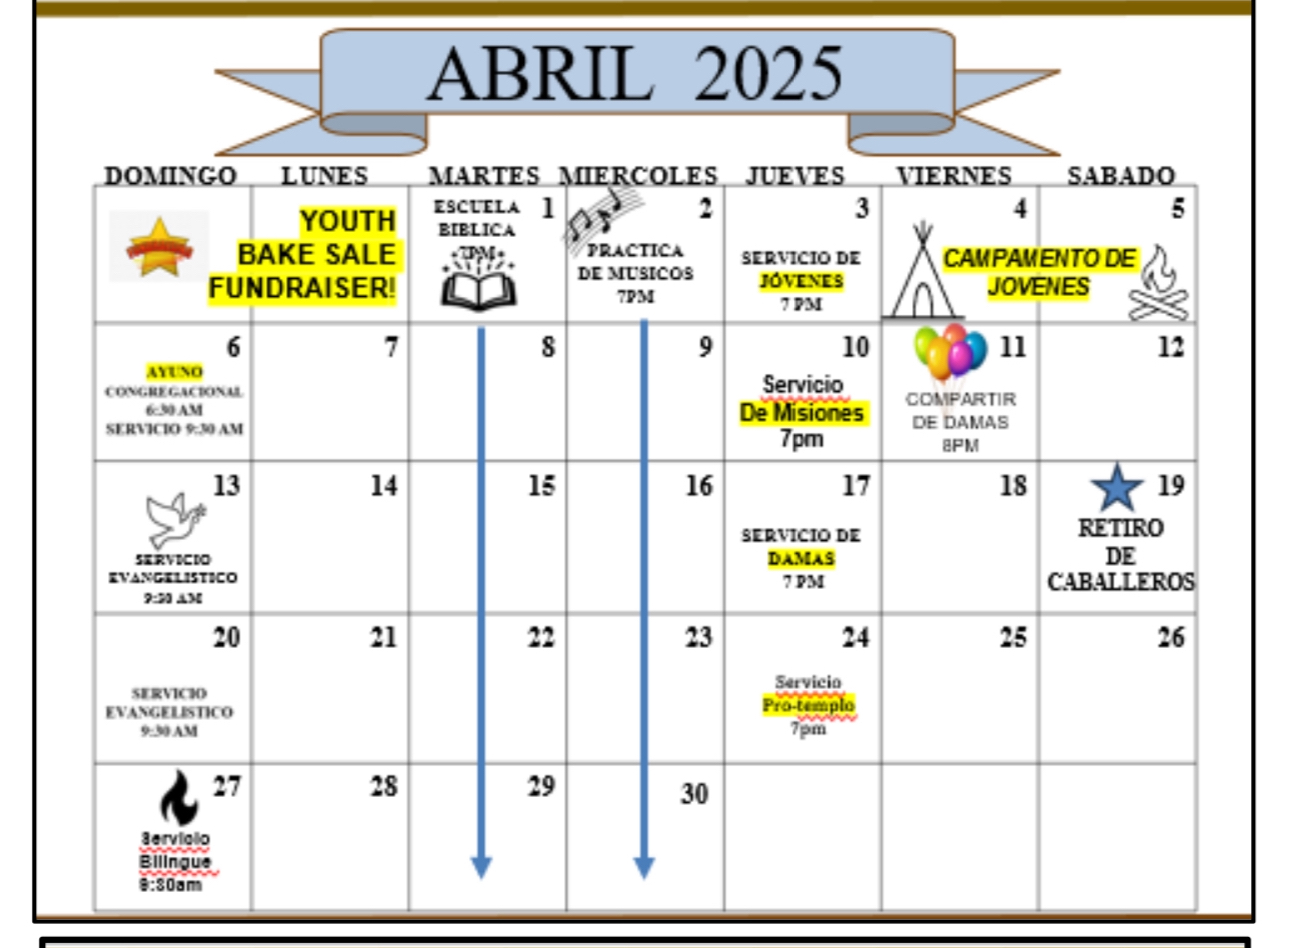 ABRIL 2025
DOMINGO LUNES MARTES MIERCOLES JUEVES VIERNES SABADO
YOUTH
BAKE SALE
FUNDRAISER!
1
ESCUELA
BIBLICA
7PM
2
PRACTICA
DE MUSICOS
7PM
3
SERVICIO DE
JÓVENES
7 PM
4
5
CAMPAMENTO DE
JOVENES
6
AYUNO
CONGREGACIONAL
6:30 AM
SERVICIO 9:30 AM
7
8
9
10
Servicio
De Misiones
7pm
11
COMPARTIR
DE DAMAS
8PM
12
13
SERVICIO
EVANGELISTICO
9:30 AM
14
15
16
17
SERVICIO DE
DAMAS
7 PM
18
19
RETIRO
DE
CABALLEROS
20
SERVICIO
EVANGELISTICO
9:30 AM
21
22
23
24
Servicio
Pro-templo
7pm
25
26
27
Servicio
Bilingue
9:30am
28
29
30